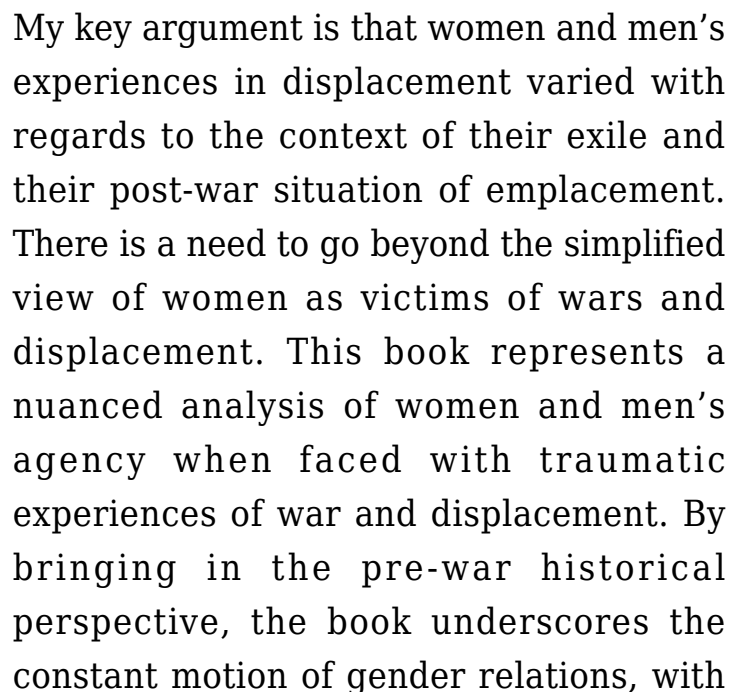 My key argument is that women and men’s
experiences in displacement varied with
regards to the context of their exile and
their post-war situation of emplacement.
There is a need to go beyond the simplified
view of women as victims of wars and
displacement. This book represents a
nuanced analysis of women and men’s
agency when faced with traumatic
experiences of war and displacement. By
bringing in the pre-war historical
perspective, the book underscores the
constant motion of gender relations, with